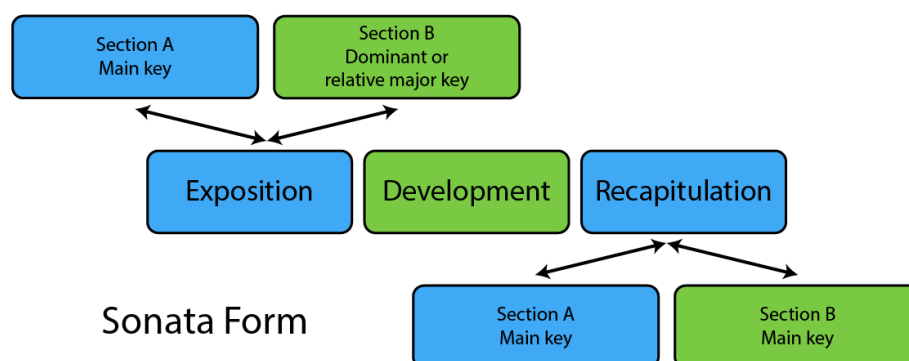 Section A
Main key
Section B
Dominant or
relative major key
Exposition
Development
Recapitulation
Sonata Form
Section A
Main key
Section B
Main key